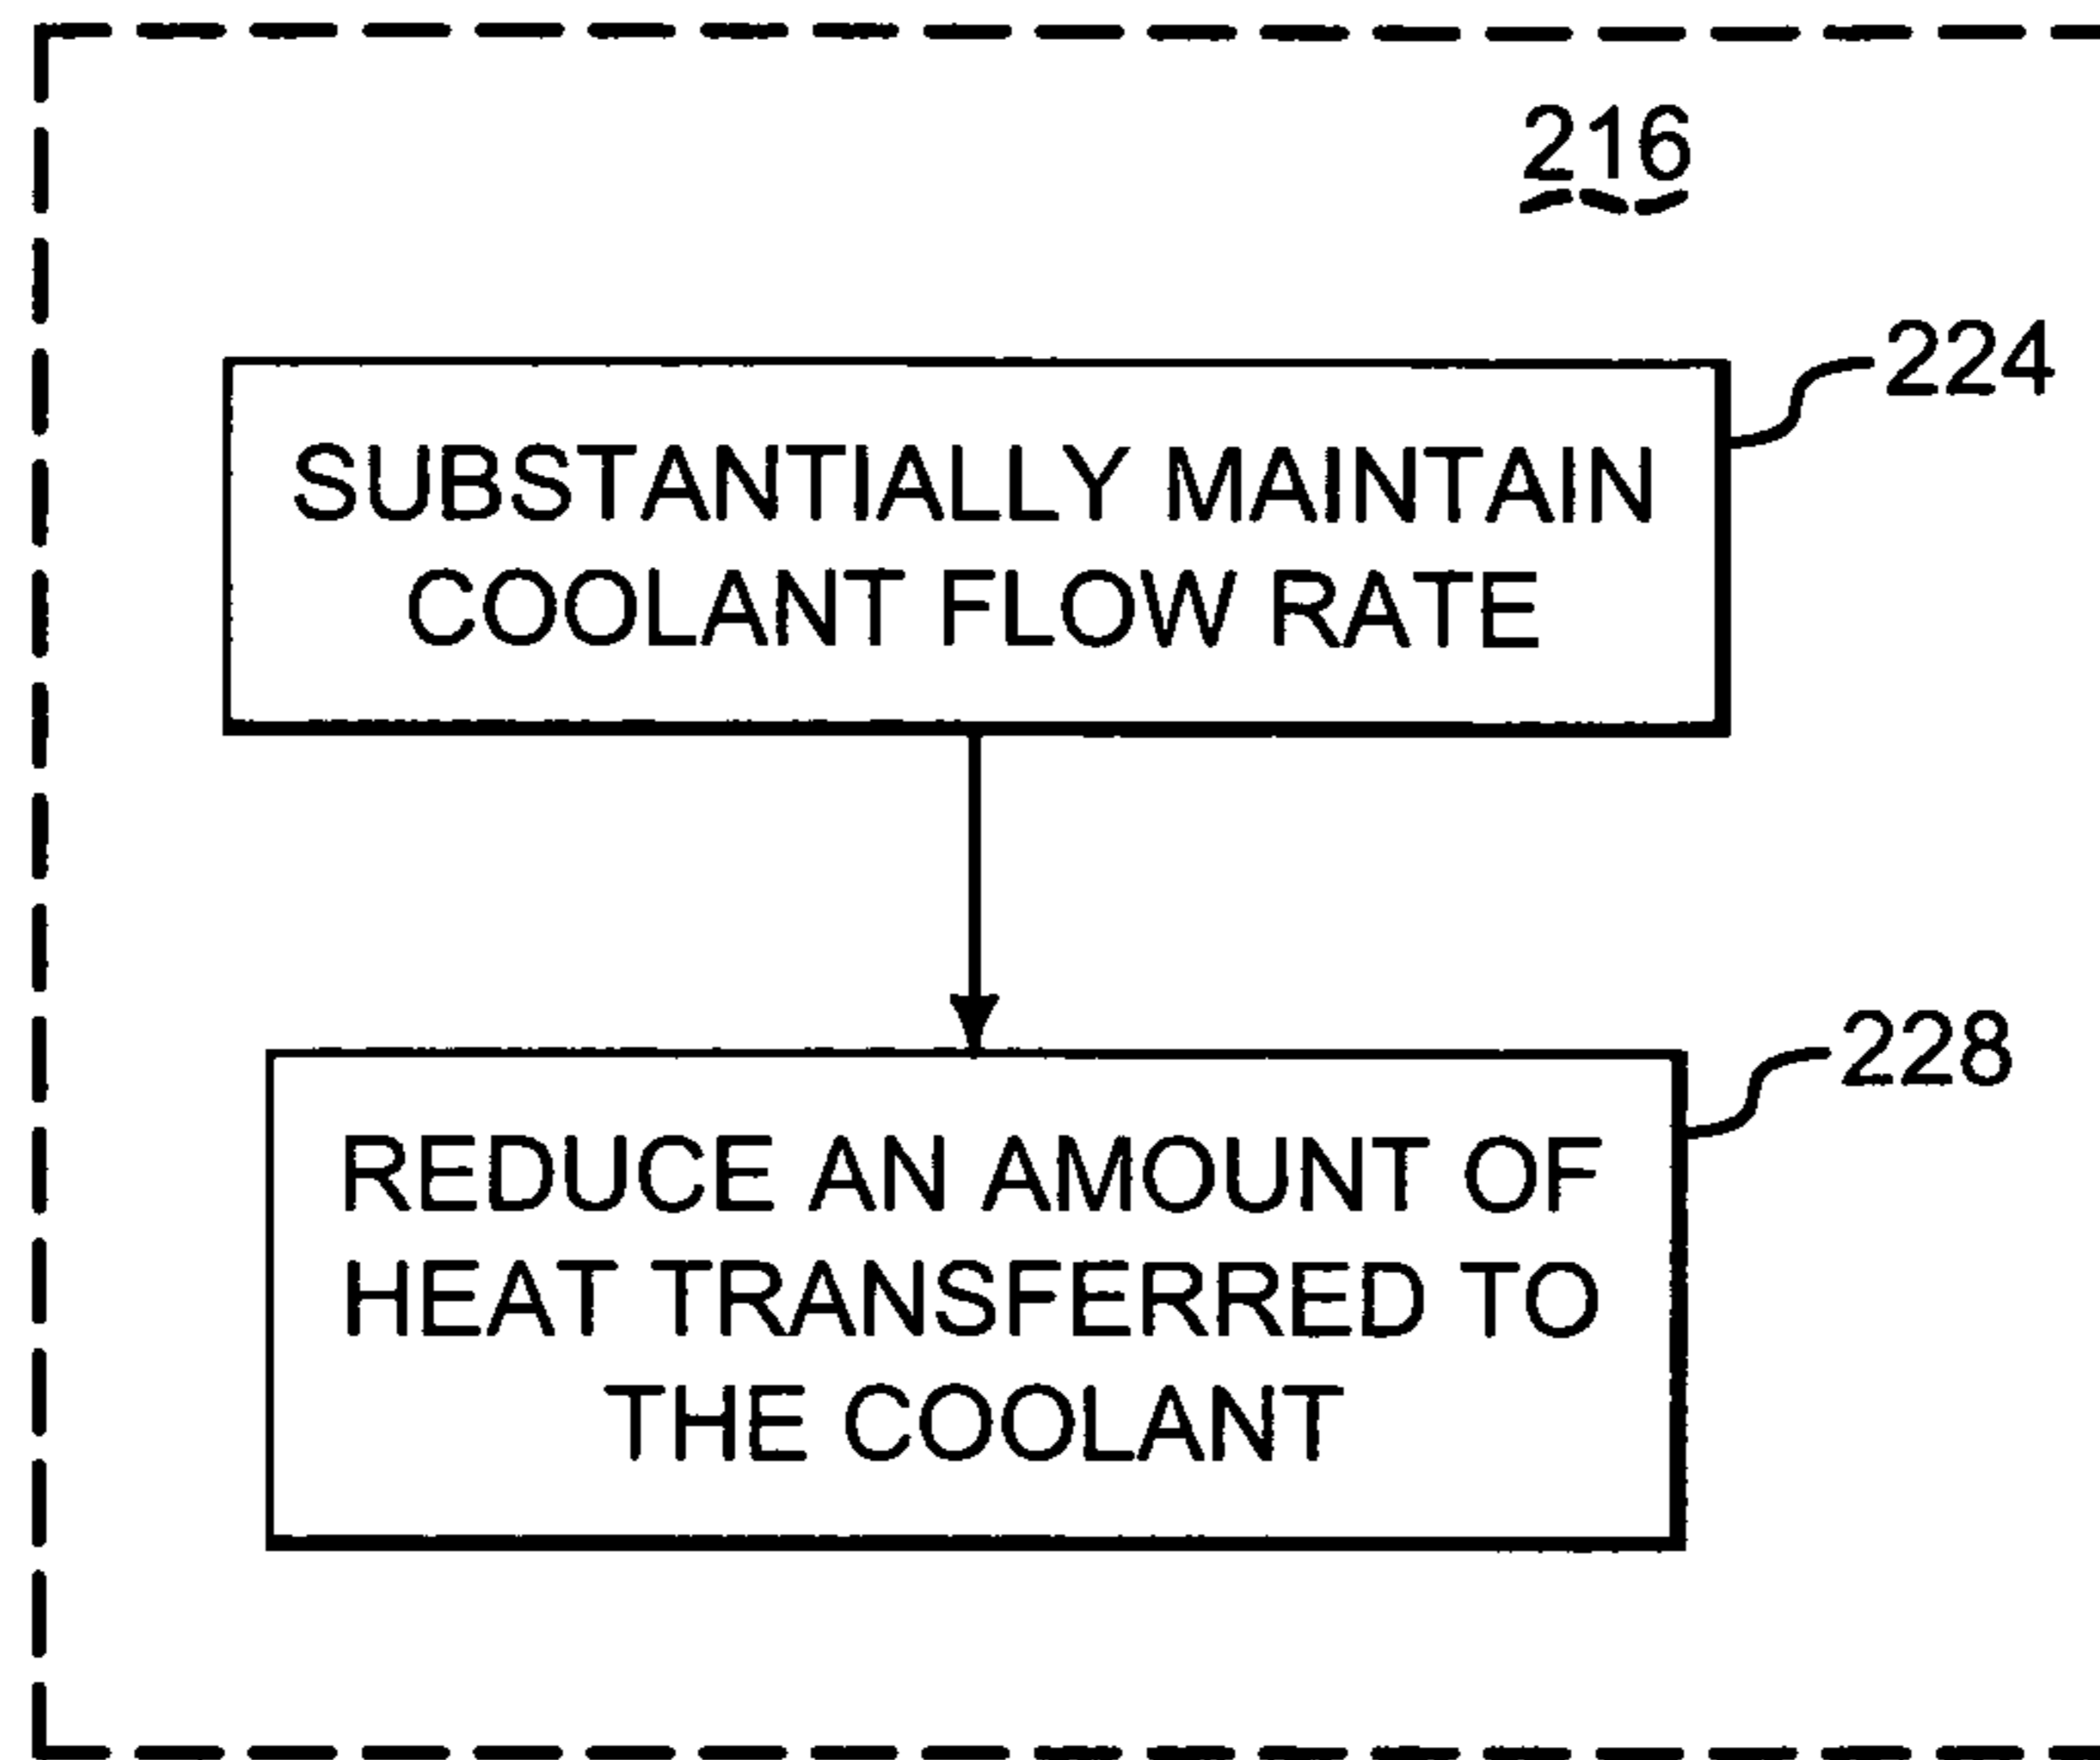 216
224
SUBSTANTIALLY MAINTAIN
COOLANT FLOW RATE
228
REDUCE AN AMOUNT OF
HEAT TRANSFERRED TO
THE COOLANT